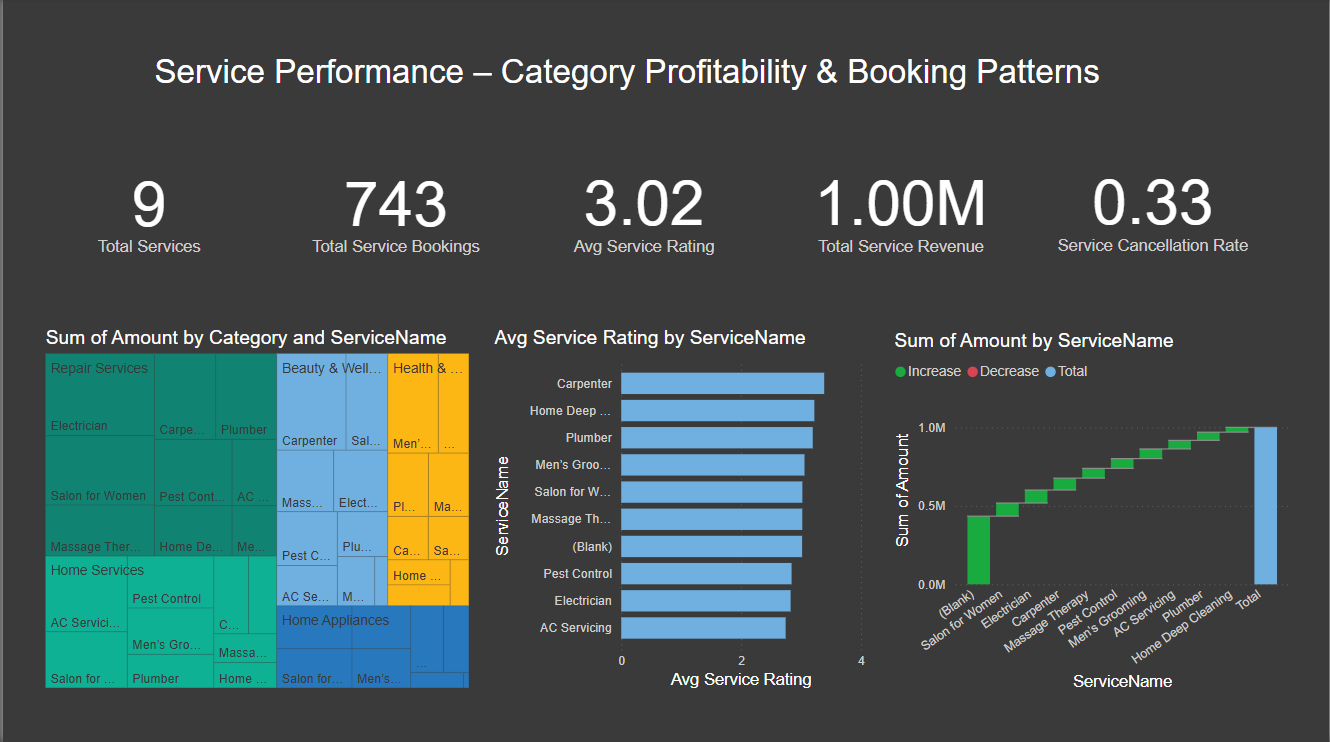 Service Performance – Category Profitability & Booking Patterns
9
Total Services
743
Total Service Bookings
3.02
Avg Service Rating
1.00M
Total Service Revenue
0.33
Service Cancellation Rate
Sum of Amount by Category and ServiceName
Repair Services
Electrician
Carpe...
Plumber
Salon for Women
Pest Cont...
AC ...
Massage Ther...
Home De...
Me...
Home Services
AC Servici...
Pest Control
C...
Men's Gro...
Massa...
Salon for ...
Plumber
Home ...
Beauty & Well...
Carpenter
Sal...
Mass...
Elect...
Pest C...
Plu...
AC Se...
M...
Health & ...
Men'...
...
Pl...
Ma...
Ca...
Sa...
Home ...
Home Appliances
...
Salon for...
Men's...
Avg Service Rating by ServiceName
ServiceName
Carpenter
Home Deep ...
Plumber
Men's Groo...
Salon for W...
Massage Th...
(Blank)
Pest Control
Electrician
AC Servicing
0 2 4
Avg Service Rating
Sum of Amount by ServiceName
Increase Decrease Total
Sum of Amount
1.0M
0.5M
0.0M
(Blank)
Salon for Women
Electrician
Carpenter
Massage Therapy
Pest Control
Men's Grooming
AC Servicing
Plumber
Home Deep Cleaning
Total
ServiceName